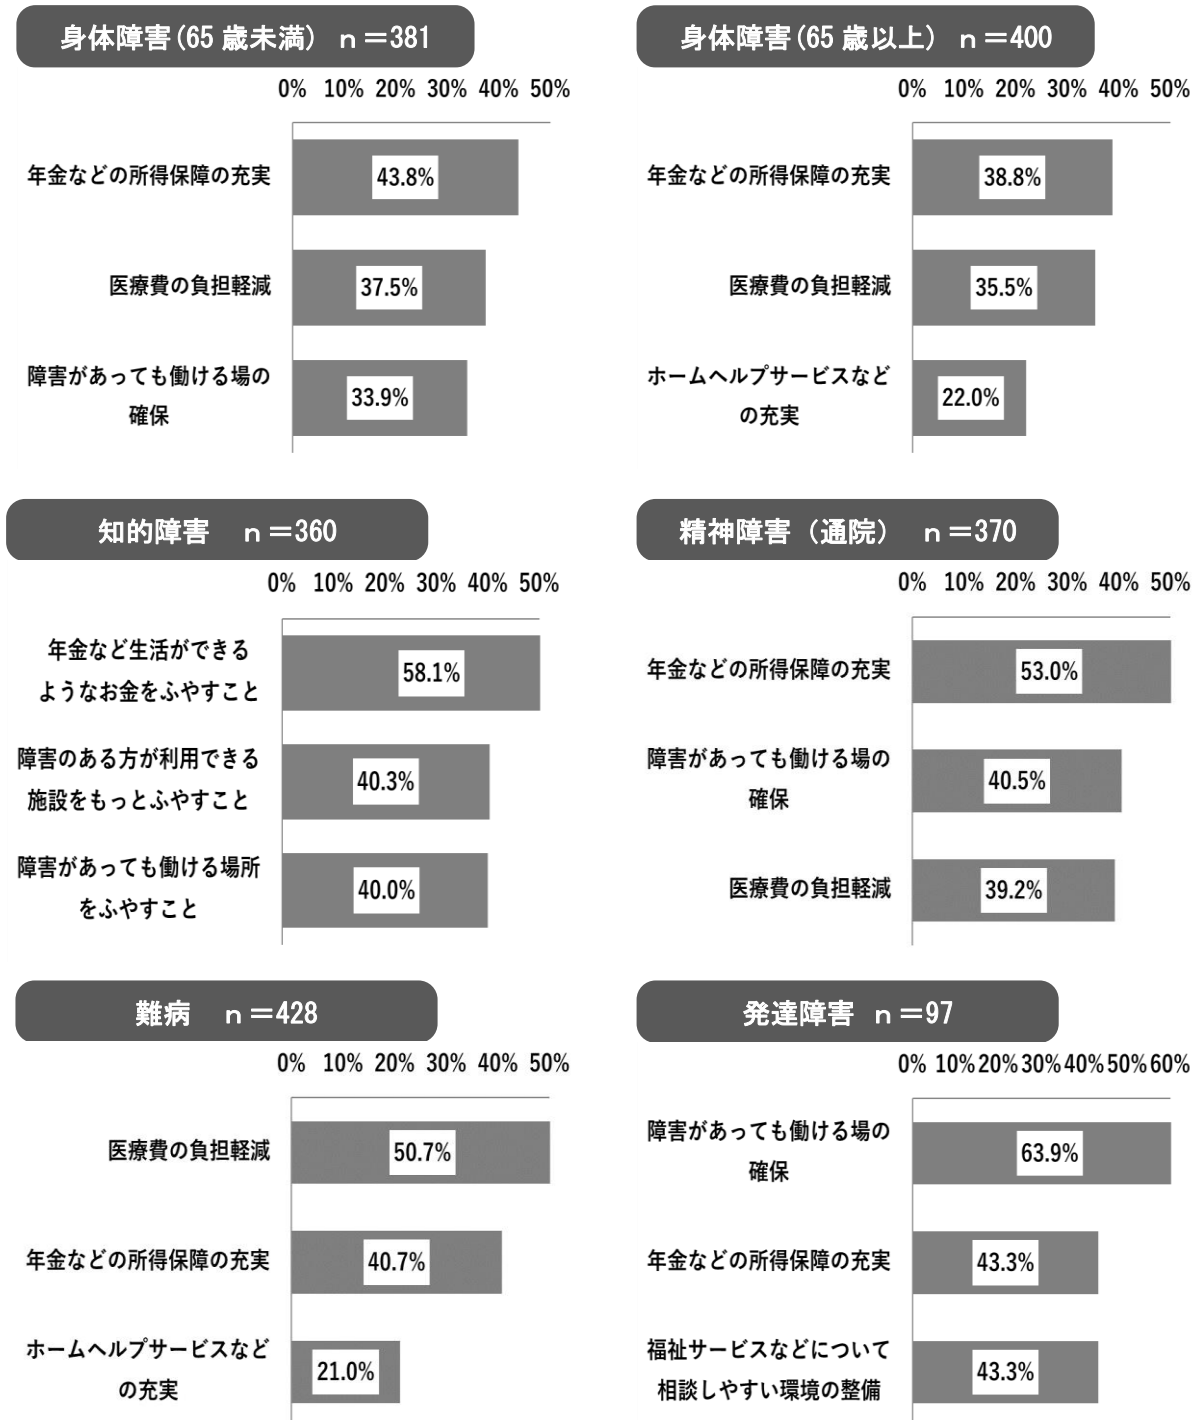 身体障害(65 歳未満) n=381
0% 10% 20% 30% 40% 50%
年金などの所得保障の充実
43.8%
医療費の負担軽減
37.5%
障害があっても働ける場の
確保
33.9%
身体障害(65 歳以上) n=400
0% 10% 20% 30% 40% 50%
年金などの所得保障の充実
38.8%
医療費の負担軽減
35.5%
ホームヘルプサービスなど
の充実
22.0%
知的障害 n=360
0% 10% 20% 30% 40% 50%
年金など生活ができる
ようなお金をふやすこと
58.1%
障害のある方が利用できる
施設をもっとふやすこと
40.3%
障害があっても働ける場所
をふやすこと
40.0%
精神障害(通院) n=370
0% 10% 20% 30% 40% 50%
年金などの所得保障の充実
53.0%
障害があっても働ける場の
確保
40.5%
医療費の負担軽減
39.2%
難病 n=428
0% 10% 20% 30% 40% 50%
医療費の負担軽減
50.7%
年金などの所得保障の充実
40.7%
ホームヘルプサービスなど
の充実
21.0%
発達障害 n=97
0% 10% 20% 30% 40% 50% 60%
障害があっても働ける場の
確保
63.9%
年金などの所得保障の充実
43.3%
福祉サービスなどについて
相談しやすい環境の整備
43.3%